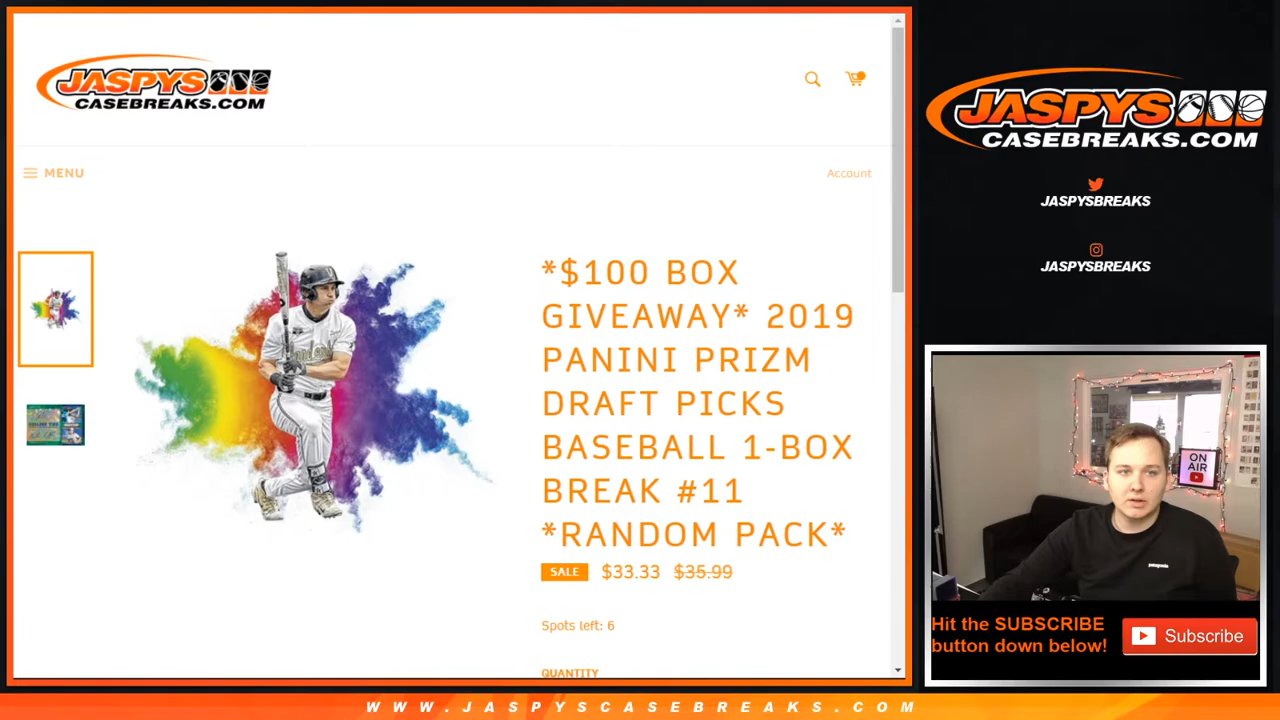 JASPYS
CASEBREAKS.COM
MENU
Account
*$100 BOX
GIVEAWAY* 2019
PANINI PRIZM
DRAFT PICKS
BASEBALL 1-BOX
BREAK #11
*RANDOM PACK*
SALE $33.33 $35.99
Spots left: 6
QUANTITY
JASPYS
CASEBREAKS.COM
JASPYSBREAKS
JASPYSBREAKS
ON
AIR
patagonia
Hit the SUBSCRIBE
button down below!
Subscribe
WWW.JASPYSCASEBREAKS.COM